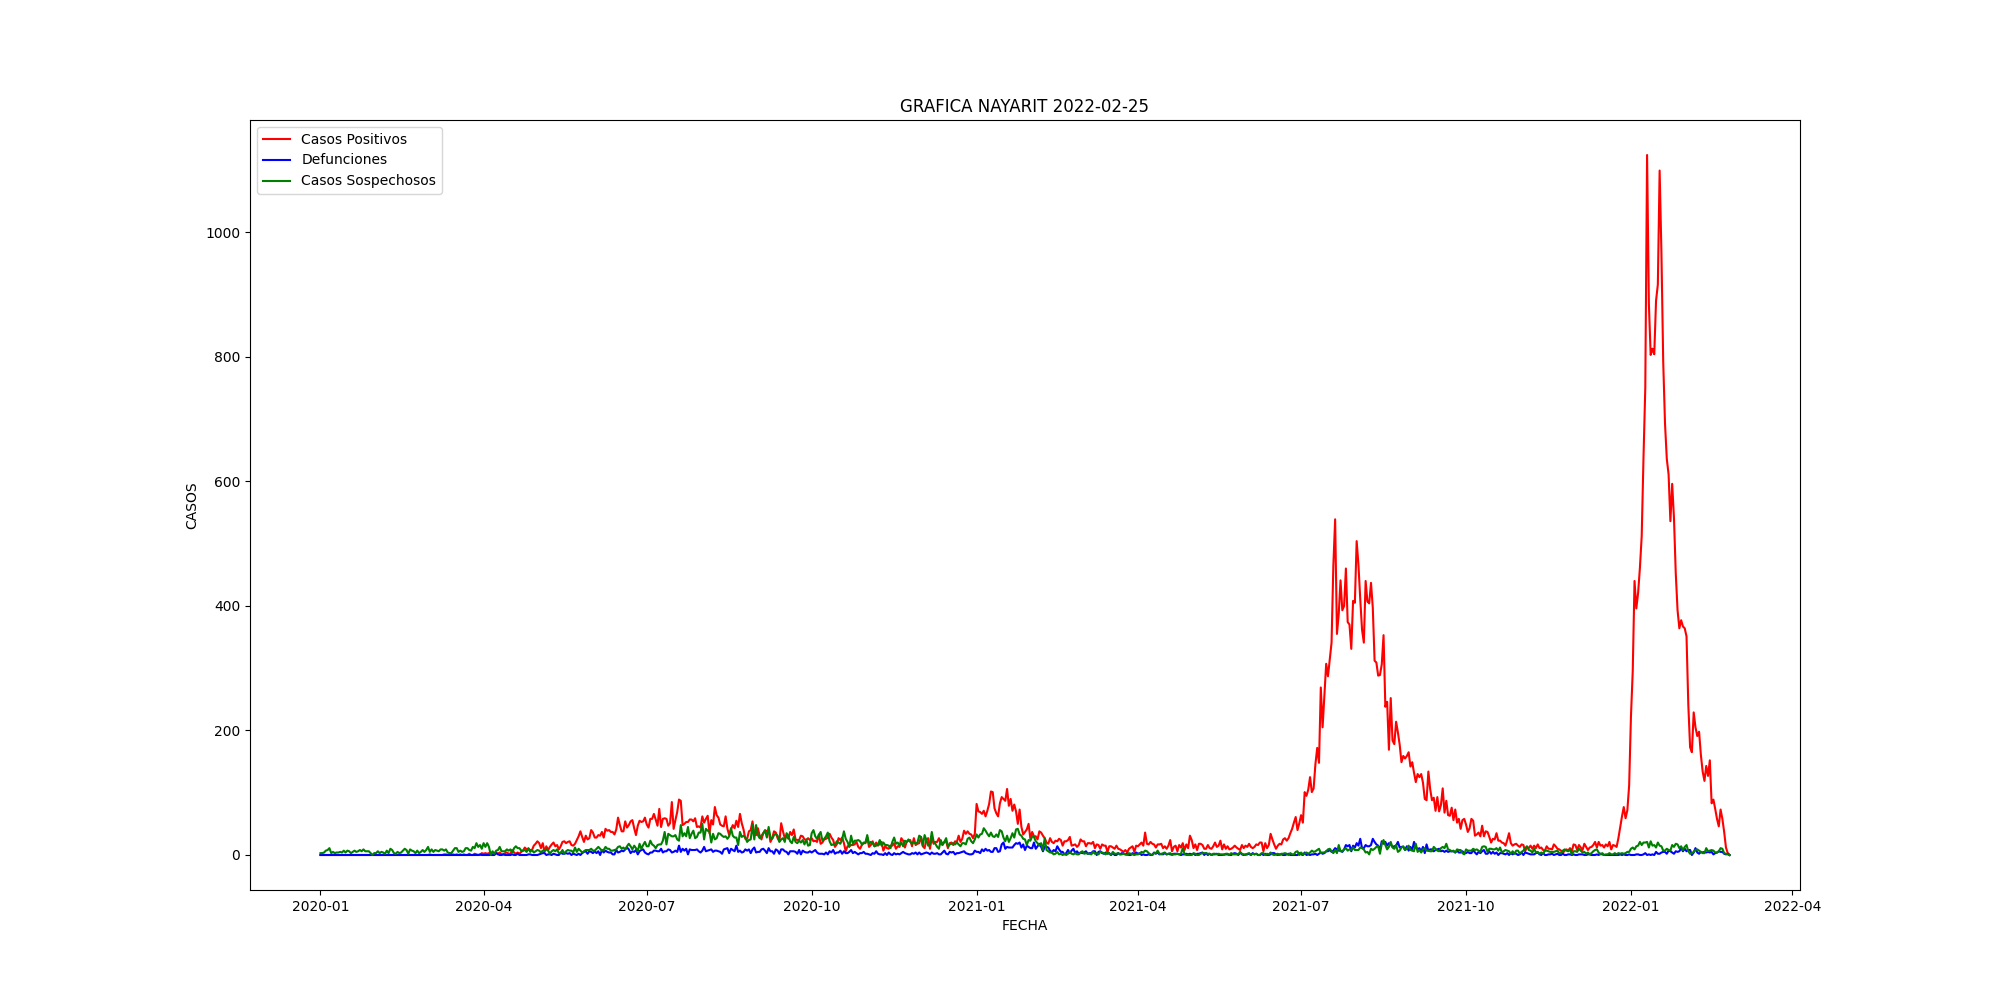 GRAFICA NAYARIT 2022-02-25
Casos Positivos
Defunciones
Casos Sospechosos
1000
800
600
400
200
0
CASOS
2020-01
2020-04
2020-07
2020-10
2021-01
2021-04
2021-07
2021-10
2022-01
2022-04
FECHA